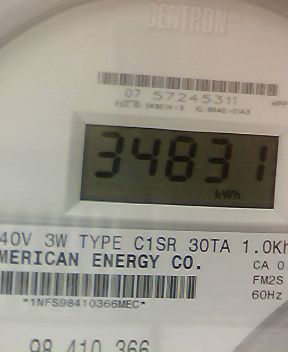 CENTRON®
07 57245311
34831
kWh
40V 3W TYPE C1SR 30TA 1.0Kh
MERICAN ENERGY CO.
CA 0
FM2S
60Hz
*1NFS98410366MEC*
98 410 366